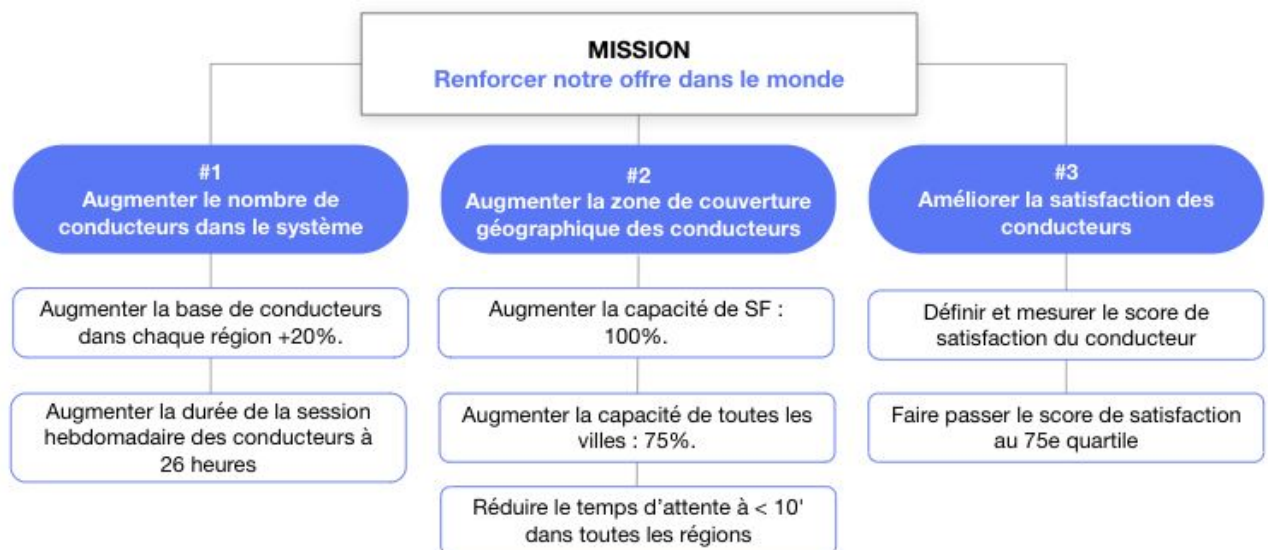 MISSION
Renforcer notre offre dans le monde
#1
Augmenter le nombre de
conducteurs dans le système
Augmenter la base de conducteurs
dans chaque région +20%.
Augmenter la durée de la session
hebdomadaire des conducteurs à
26 heures
#2
Augmenter la zone de couverture
géographique des conducteurs
Augmenter la capacité de SF :
100%.
Augmenter la capacité de toutes les
villes : 75%.
Réduire le temps d’attente à < 10'
dans toutes les régions
#3
Améliorer la satisfaction des
conducteurs
Définir et mesurer le score de
satisfaction du conducteur
Faire passer le score de satisfaction
au 75e quartile